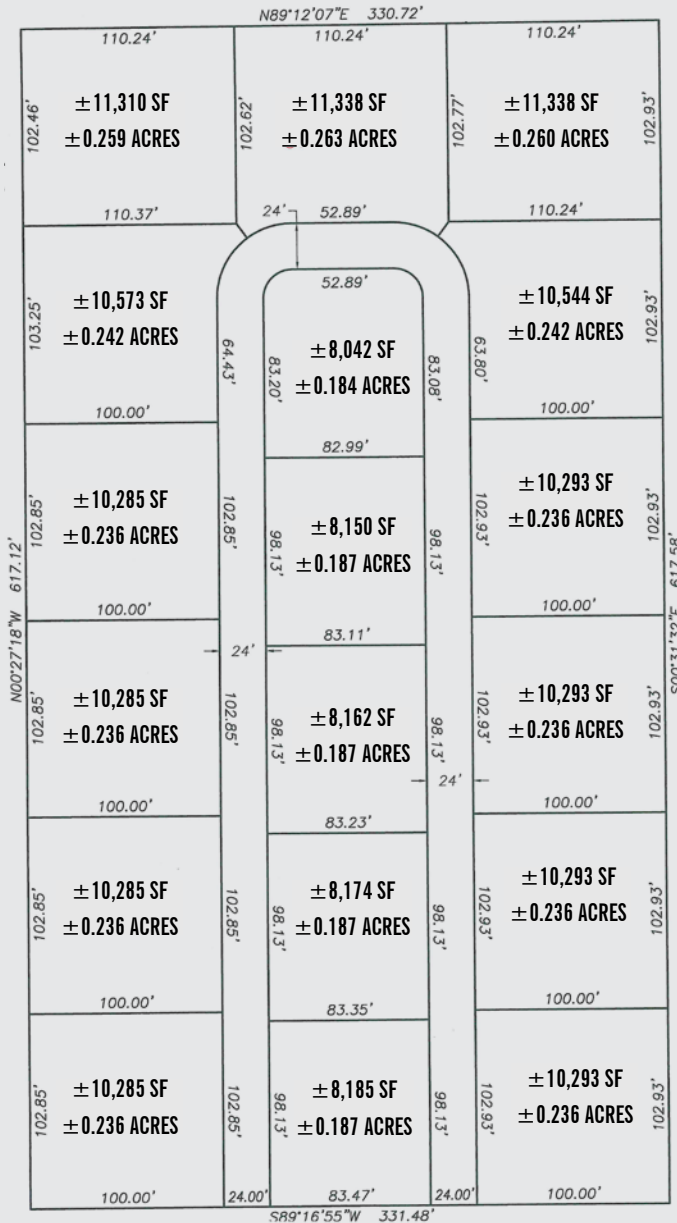 N89°12'07"E 330.72'
110.24'
110.24'
110.24'
102.46'
±11,310 SF
±0.259 ACRES
102.62'
±11,338 SF
±0.263 ACRES
102.77'
±11,338 SF
±0.260 ACRES
102.93'
110.37'
24'
52.89'
110.24'
103.25'
±10,573 SF
±0.242 ACRES
64.43'
52.89'
83.20'
±8,042 SF
±0.184 ACRES
83.08'
63.80'
±10,544 SF
±0.242 ACRES
102.93'
100.00'
82.99'
100.00'
N00°27'18"W 617.12'
102.85'
±10,285 SF
±0.236 ACRES
102.85'
98.13'
±8,150 SF
±0.187 ACRES
98.13'
102.93'
±10,293 SF
±0.236 ACRES
102.93'
S00°31'32"E 617.58'
100.00'
24'
83.11'
100.00'
102.85'
±10,285 SF
±0.236 ACRES
102.85'
98.13'
±8,162 SF
±0.187 ACRES
98.13'
102.93'
±10,293 SF
±0.236 ACRES
102.93'
24'
100.00'
83.23'
100.00'
102.85'
±10,285 SF
±0.236 ACRES
102.85'
98.13'
±8,174 SF
±0.187 ACRES
98.13'
102.93'
±10,293 SF
±0.236 ACRES
102.93'
100.00'
83.35'
100.00'
102.85'
±10,285 SF
±0.236 ACRES
102.85'
98.13'
±8,185 SF
±0.187 ACRES
98.13'
102.93'
±10,293 SF
±0.236 ACRES
102.93'
100.00'
24.00'
83.47'
24.00'
100.00'
S89°16'55"W 331.48'